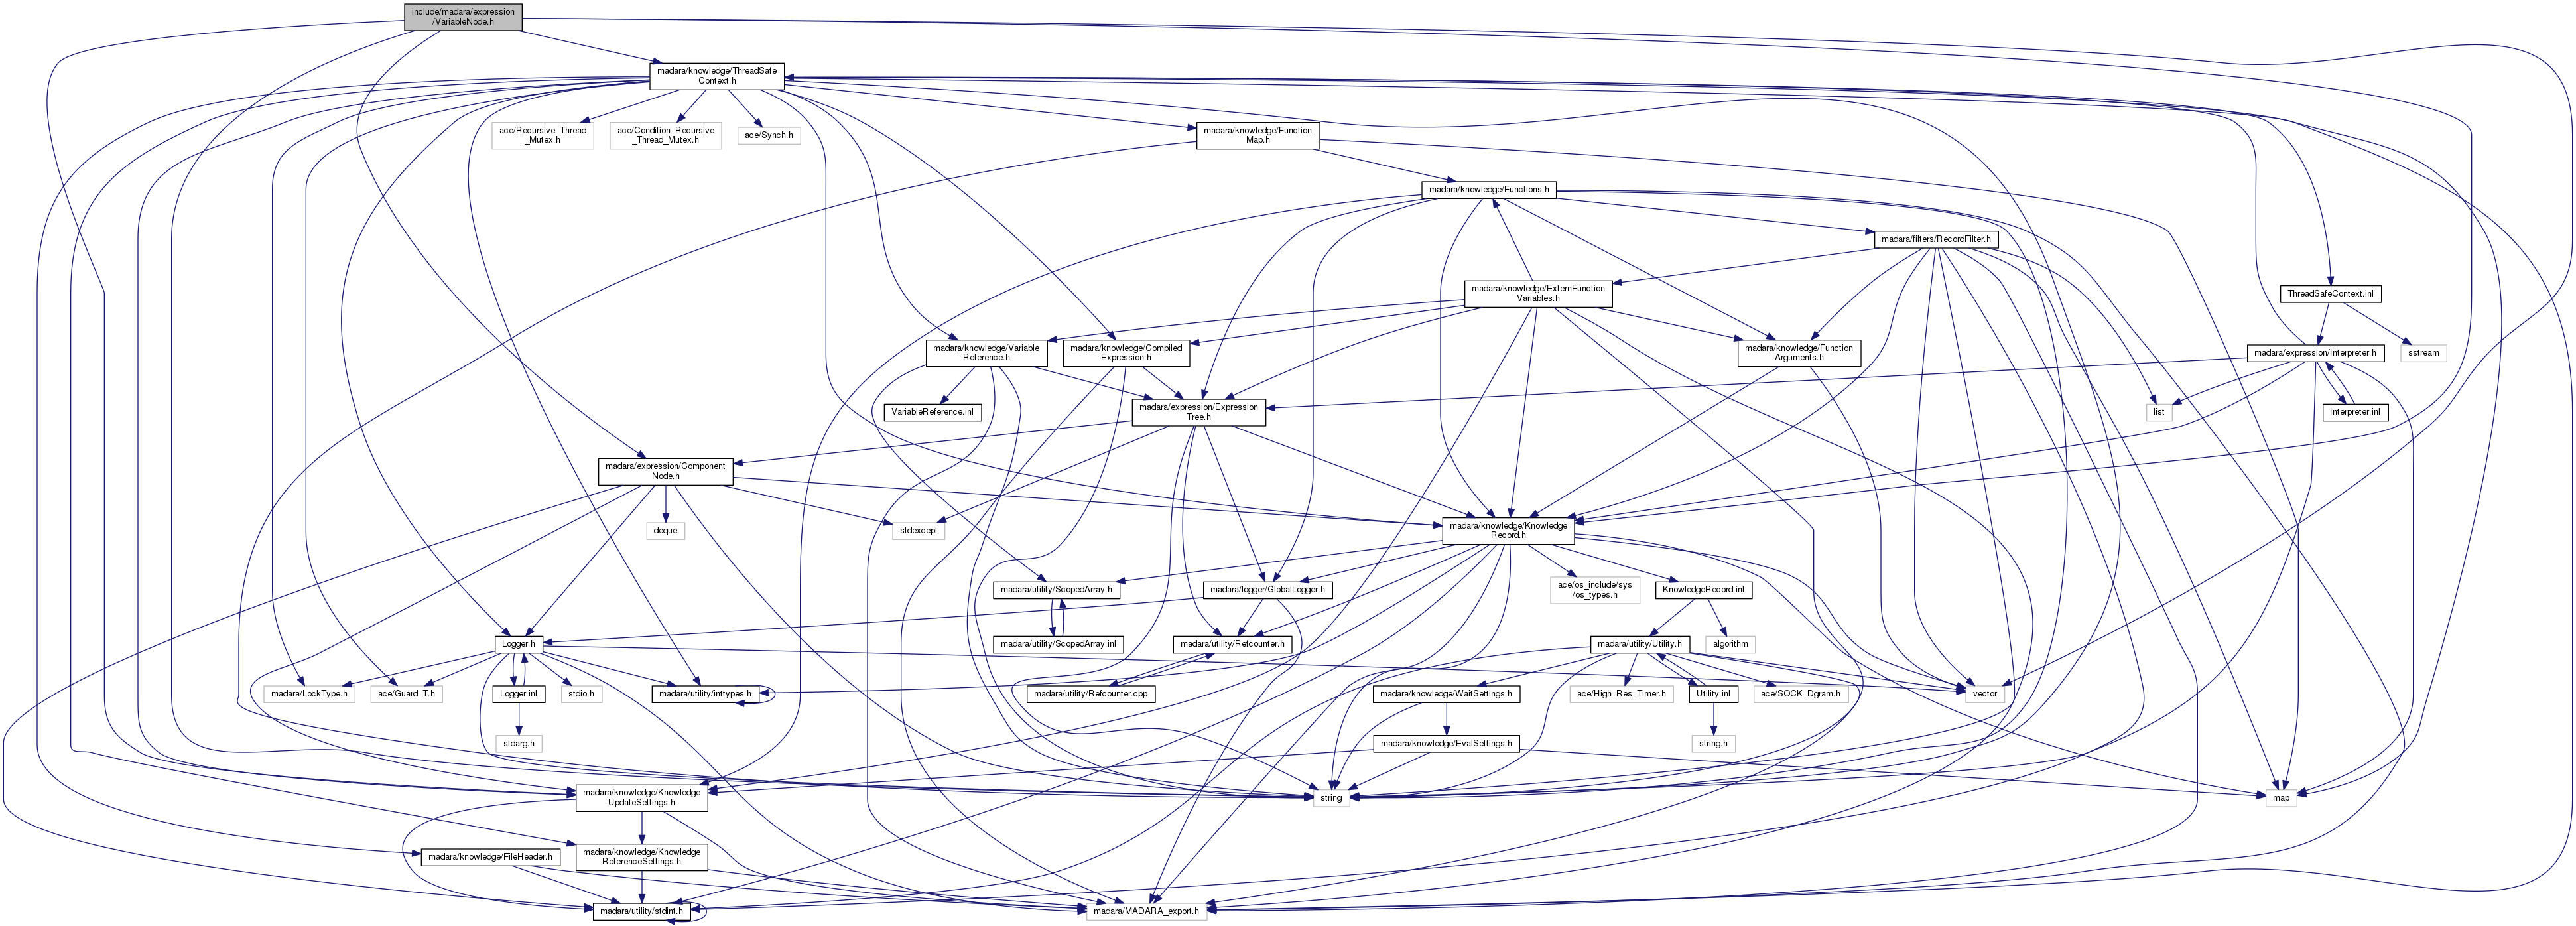 include/madara/expression
/VariableNode.h
madara/knowledge/ThreadSafe
Context.h
ace/Recursive_Thread
_Mutex.h
ace/Condition_Recursive
_Thread_Mutex.h
ace/Synch.h
madara/knowledge/Function
Map.h
madara/knowledge/Functions.h
madara/filters/RecordFilter.h
madara/knowledge/ExternFunction
Variables.h
ThreadSafeContext.inl
madara/knowledge/Variable
Reference.h
madara/knowledge/Compiled
Expression.h
madara/knowledge/Function
Arguments.h
madara/expression/Interpreter.h
sstream
VariableReference.inl
madara/expression/Expression
Tree.h
list
Interpreter.inl
madara/expression/Component
Node.h
deque
stdexcept
madara/knowledge/Knowledge
Record.h
madara/utility/ScopedArray.h
madara/logger/GlobalLogger.h
ace/os_include/sys
/os_types.h
KnowledgeRecord.inl
Logger.h
madara/utility/ScopedArray.inl
madara/utility/Refcounter.h
madara/utility/Utility.h
algorithm
madara/LockType.h
ace/Guard_T.h
Logger.inl
stdio.h
madara/utility/inttypes.h
madara/utility/Refcounter.cpp
madara/knowledge/WaitSettings.h
ace/High_Res_Timer.h
Utility.inl
ace/SOCK_Dgram.h
vector
stdarg.h
madara/knowledge/EvalSettings.h
string.h
madara/knowledge/Knowledge
UpdateSettings.h
string
map
madara/knowledge/FileHeader.h
madara/knowledge/Knowledge
ReferenceSettings.h
madara/utility/stdint.h
madara/MADARA_export.h